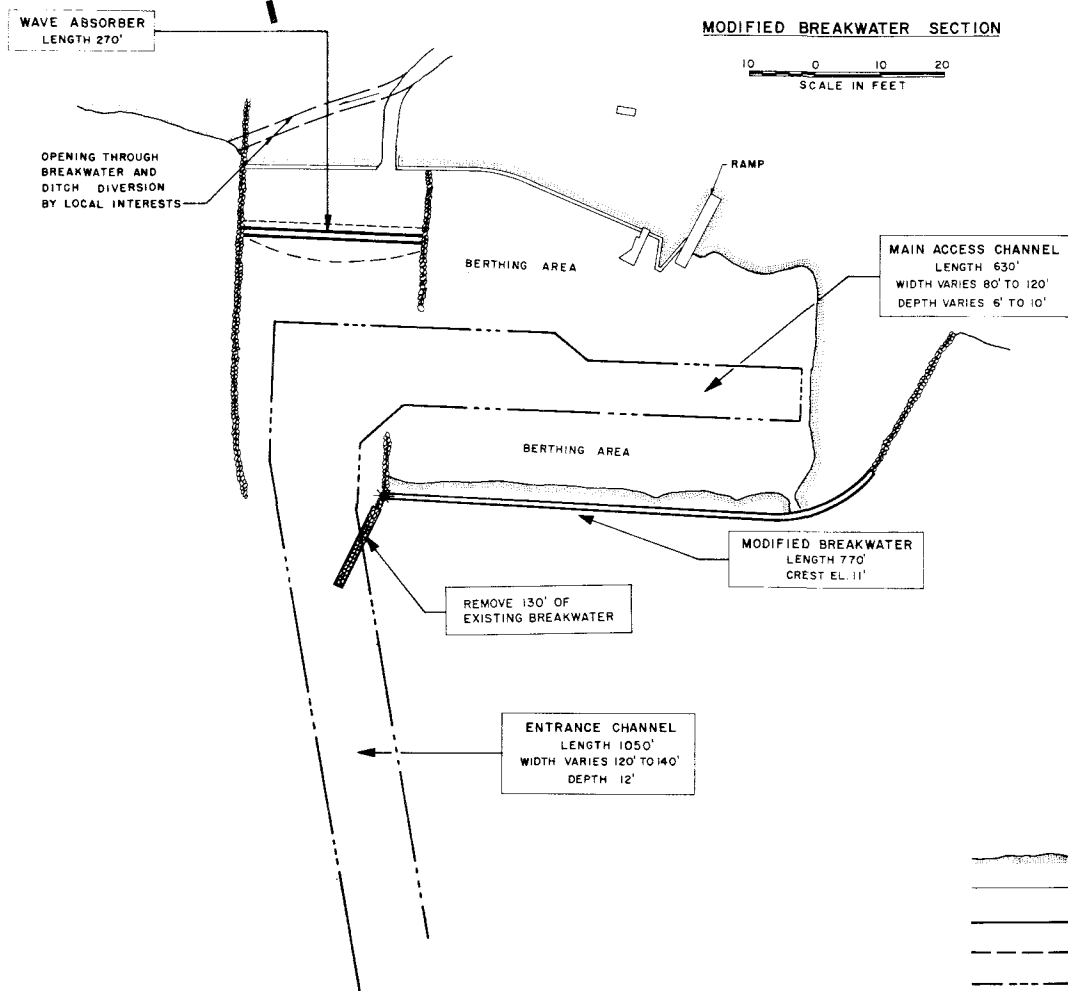 WAVE ABSORBER
LENGTH 270'
MODIFIED BREAKWATER SECTION
10 0 10 20
SCALE IN FEET
OPENING THROUGH
BREAKWATER AND
DITCH DIVERSION
BY LOCAL INTERESTS
RAMP
BERTHING AREA
MAIN ACCESS CHANNEL
LENGTH 630'
WIDTH VARIES 80' TO 120'
DEPTH VARIES 6' TO 10'
BERTHING AREA
MODIFIED BREAKWATER
LENGTH 770'
CREST EL. 11'
REMOVE 130' OF
EXISTING BREAKWATER
ENTRANCE CHANNEL
LENGTH 1050'
WIDTH VARIES 120' TO 140'
DEPTH 12'